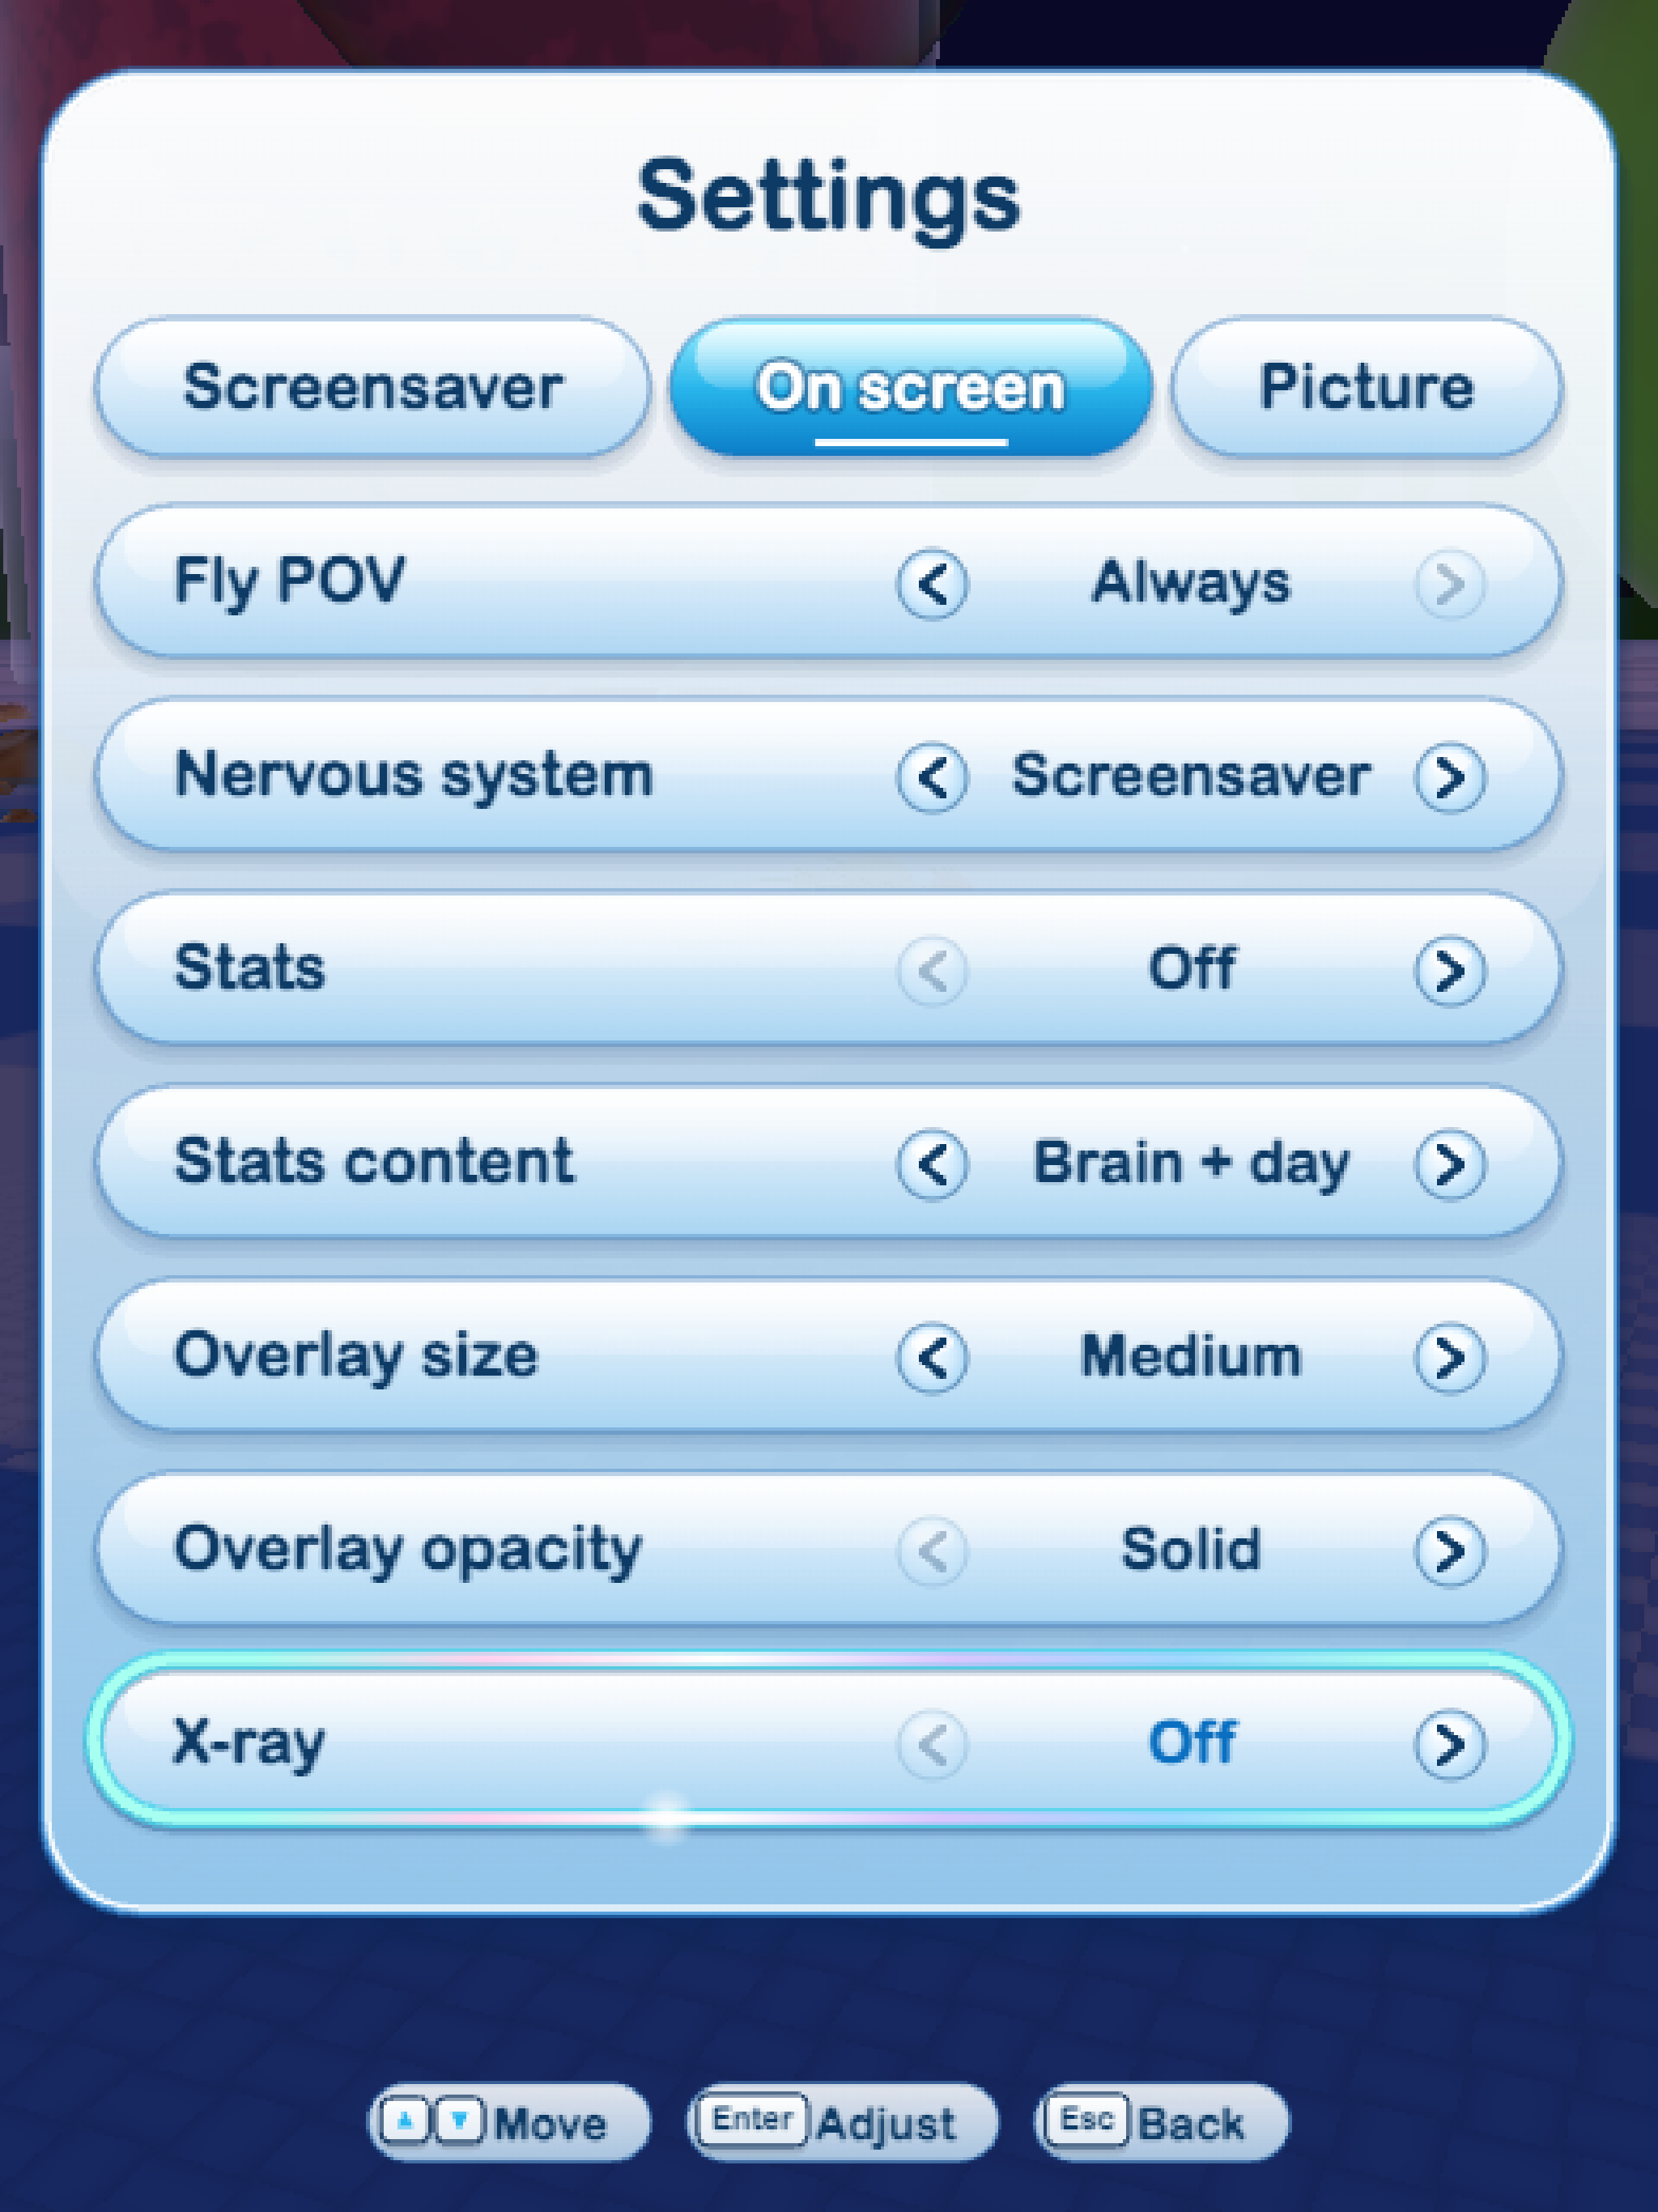 Settings
Screensaver On screen Picture
Fly POV < Always >
Nervous system < Screensaver >
Stats < Off >
Stats content < Brain + day >
Overlay size < Medium >
Overlay opacity < Solid >
X-ray < Off >
▲ ▼ Move Enter Adjust Esc Back